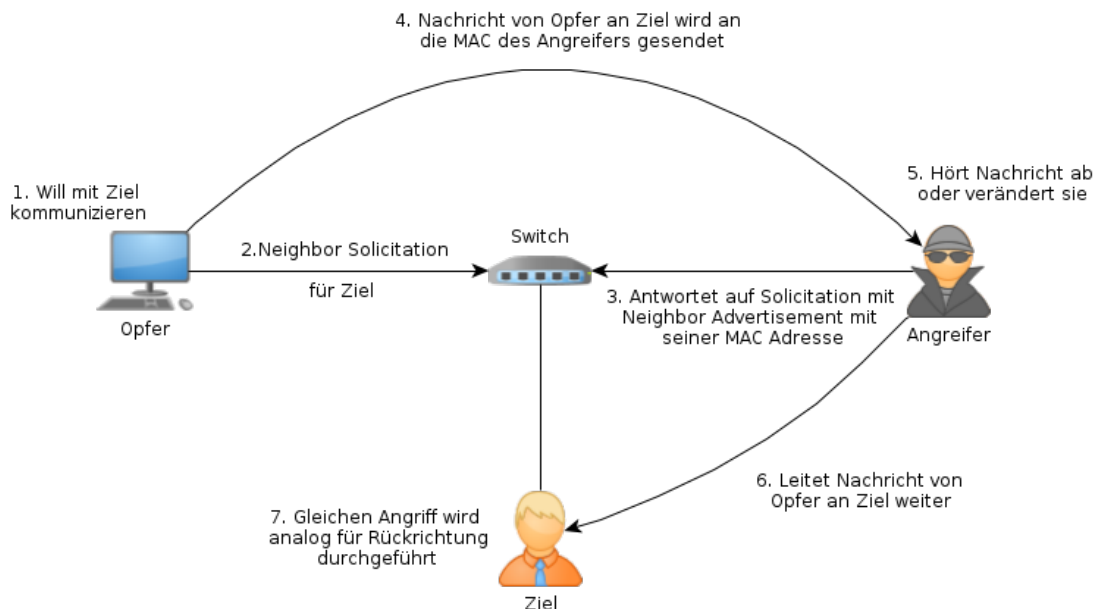 4. Nachricht von Opfer an Ziel wird an
die MAC des Angreifers gesendet
1. Will mit Ziel
kommunizieren
5. Hört Nachricht ab
oder verändert sie
2.Neighbor Solicitation
für Ziel
Switch
Opfer
3. Antwortet auf Solicitation mit
Neighbor Advertisement mit
seiner MAC Adresse
Angreifer
6. Leitet Nachricht von
Opfer an Ziel weiter
7. Gleichen Angriff wird
analog für Rückrichtung
durchgeführt
Ziel